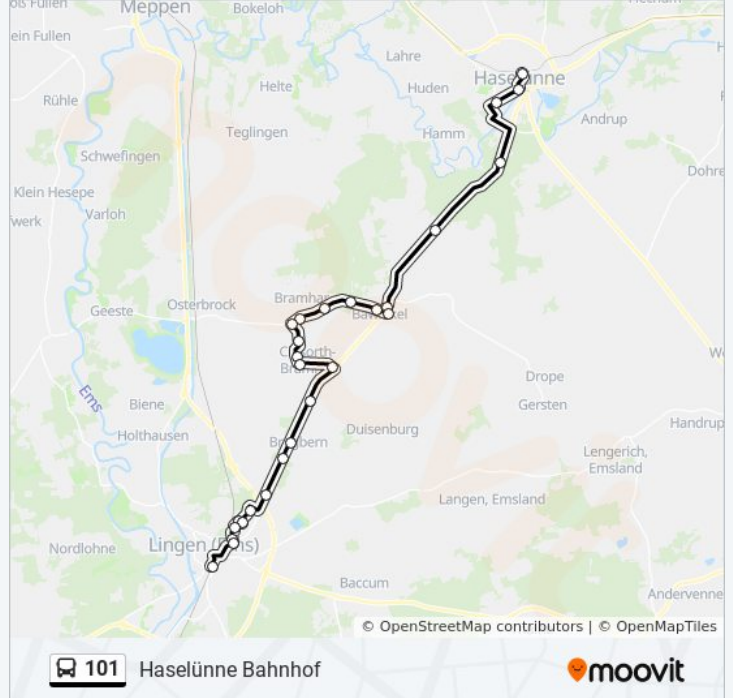 Meppen
Bokeloh
ein Fullen
Lahre
Haselünne
Helte
Huden
Rühle
Andrup
Teglingen
Hamm
Schwefingen
Dohre
Klein Hesepe
Varloh
werk
Geeste
Osterbrock
Drope
Ems
Biene
Gersten
Holthausen
Duisenburg
Handrup
Lengerich,
Emsland
Langen, Emsland
Nordlohne
Lingen (Ems)
Baccum
Andervenne
© OpenStreetMap contributors | © OpenMapTiles
101 Haselünne Bahnhof moovit